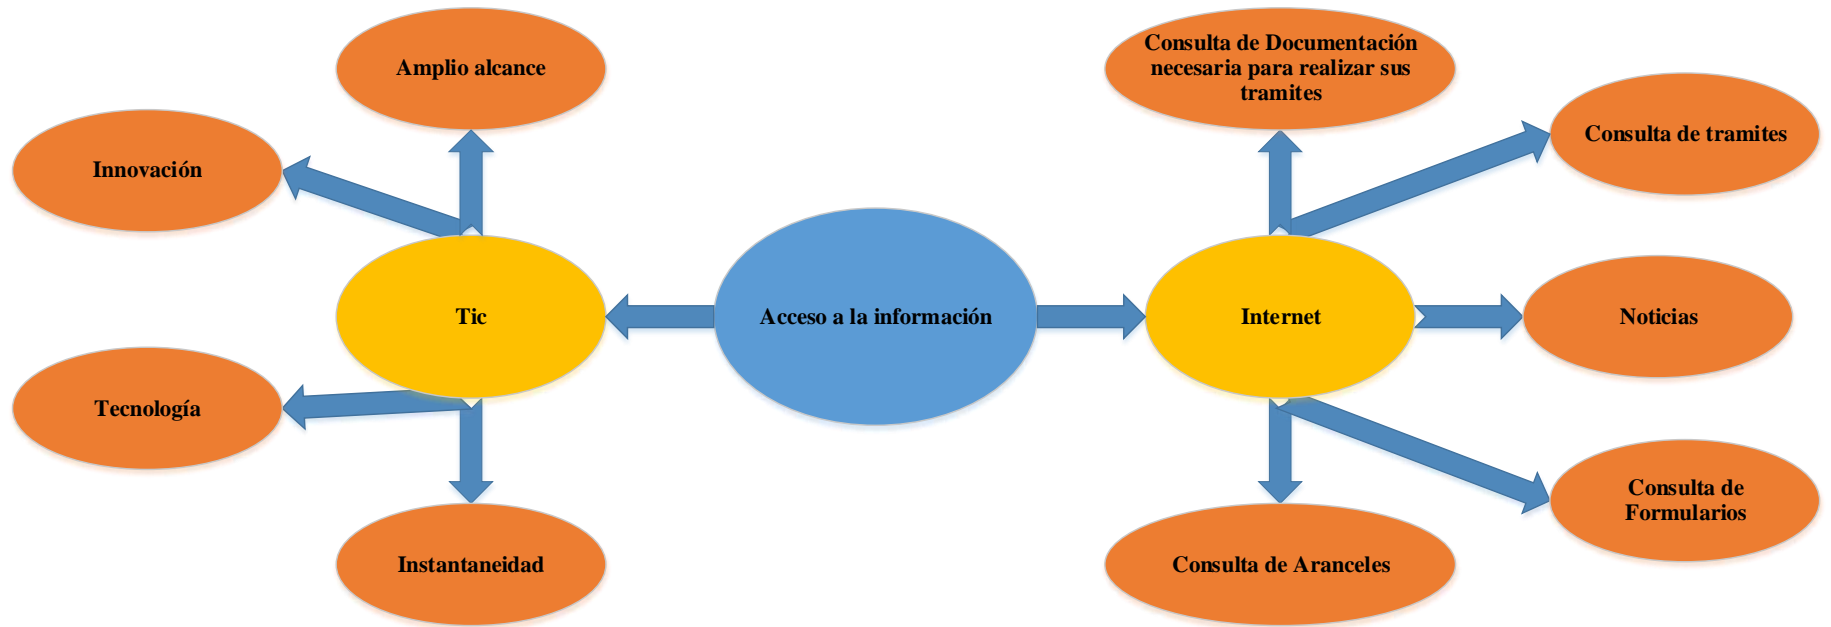 Amplio alcance
Innovación
Tic
Tecnología
Instantaneidad
Acceso a la información
Consulta de Documentación
necesaria para realizar sus
tramites
Consulta de tramites
Internet
Noticias
Consulta de
Formularios
Consulta de Aranceles